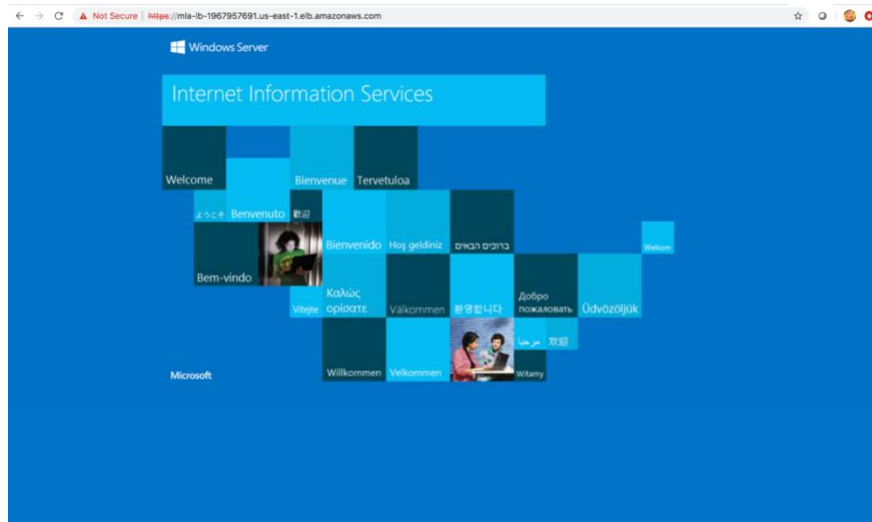 Not Secure | https://mla-lb-1967957691.us-east-1.elb.amazonaws.com
Windows Server
Internet Information Services
Welcome
Bienvenue
Tervetuloa
ようこそ
Benvenuto
歡迎
Bienvenido
Hoş geldiniz
ברוכים הבאים
Welkom
Bem-vindo
Vítejte
Καλώς
ορίσατε
Välkommen
환영합니다
Добро
пожаловать
Üdvözöljük
مرحبا
欢迎
Microsoft
Willkommen
Velkommen
Witamy